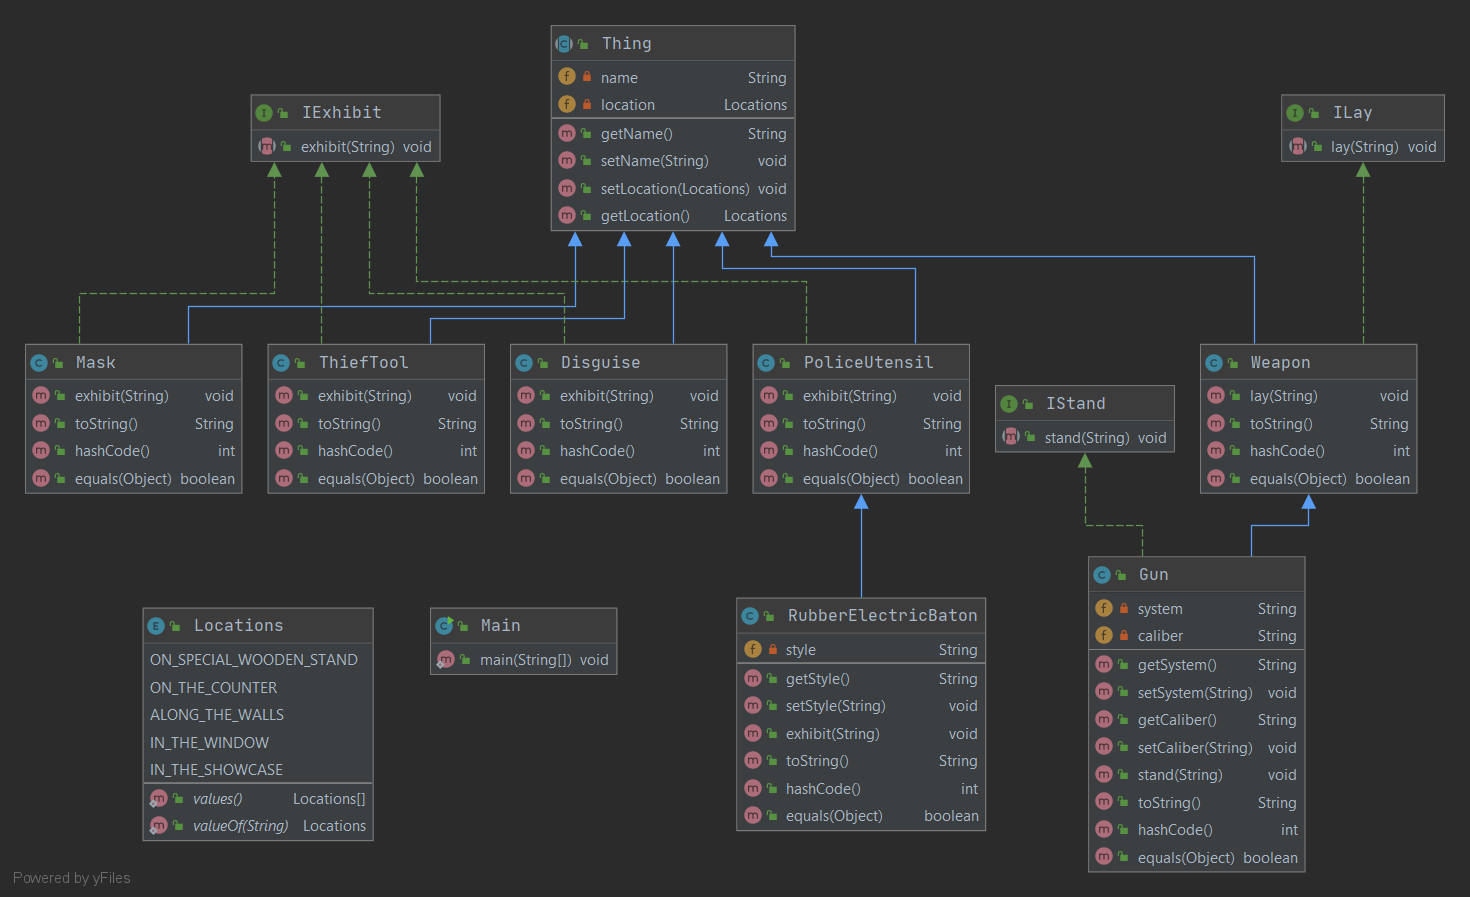 Thing
name String
location Locations
getName() String
setName(String) void
setLocation(Locations) void
getLocation() Locations
IExhibit
exhibit(String) void
ILay
lay(String) void
Mask
exhibit(String) void
toString() String
hashCode() int
equals(Object) boolean
ThiefTool
exhibit(String) void
toString() String
hashCode() int
equals(Object) boolean
Disguise
exhibit(String) void
toString() String
hashCode() int
equals(Object) boolean
PoliceUtensil
exhibit(String) void
toString() String
hashCode() int
equals(Object) boolean
IStand
stand(String) void
Weapon
lay(String) void
toString() String
hashCode() int
equals(Object) boolean
Locations
ON_SPECIAL_WOODEN_STAND
ON_THE_COUNTER
ALONG_THE_WALLS
IN_THE_WINDOW
IN_THE_SHOWCASE
values() Locations[]
valueOf(String) Locations
Main
main(String[]) void
RubberElectricBaton
style String
getStyle() String
setStyle(String) void
exhibit(String) void
toString() String
hashCode() int
equals(Object) boolean
Gun
system String
caliber String
getSystem() String
setSystem(String) void
getCaliber() String
setCaliber(String) void
stand(String) void
toString() String
hashCode() int
equals(Object) boolean
Powered by yFiles